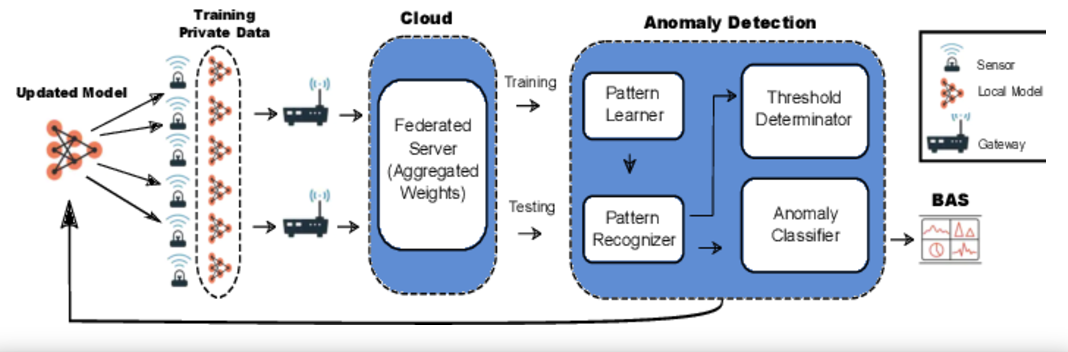 Training
Private Data
Cloud
Anomaly Detection
Updated Model
Sensor
Local Model
Gateway
Training
Testing
Federated
Server
(Aggregated
Weights)
Pattern
Learner
Threshold
Determinator
Pattern
Recognizer
Anomaly
Classifier
BAS